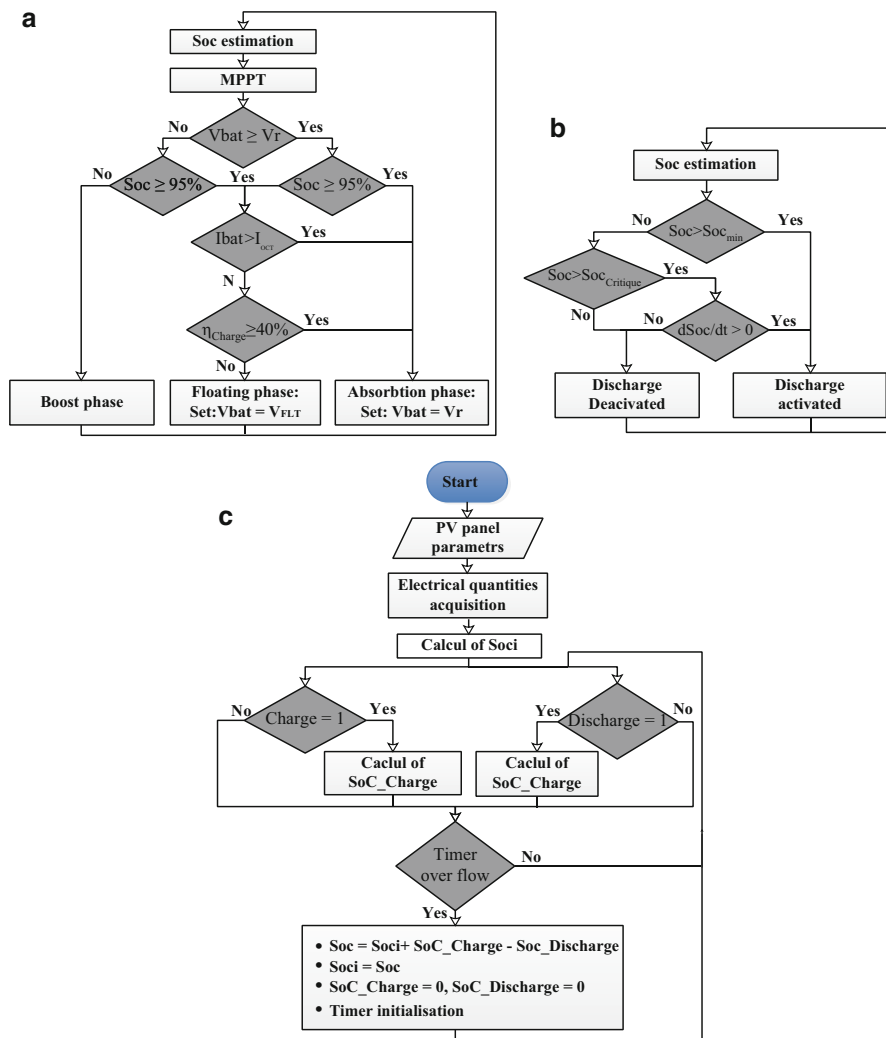 a
Soc estimation
MPPT
No
Vbat ≥ Vr
Yes
No
Soc ≥ 95%
Yes
Soc ≥ 95%
Yes
Ibat>I_OCT
Yes
N
η_Charge ≥40%
Yes
No
Boost phase
Floating phase:
Set:Vbat = V_FLT
Absorbtion phase:
Set: Vbat = Vr
b
Soc estimation
No
Soc>Soc_min
Yes
Soc>Soc_Critique
Yes
No
No
dSoc/dt > 0
Yes
Discharge
Deacivated
Discharge
activated
c
Start
PV panel
parametrs
Electrical quantities
acquisition
Calcul of Soci
No
Charge = 1
Yes
Yes
Discharge = 1
No
Caclul of
SoC_Charge
Caclul of
SoC_Charge
Timer
over flow
No
Yes
• Soc = Soci+ SoC_Charge - Soc_Discharge
• Soci = Soc
• SoC_Charge = 0, SoC_Discharge = 0
• Timer initialisation